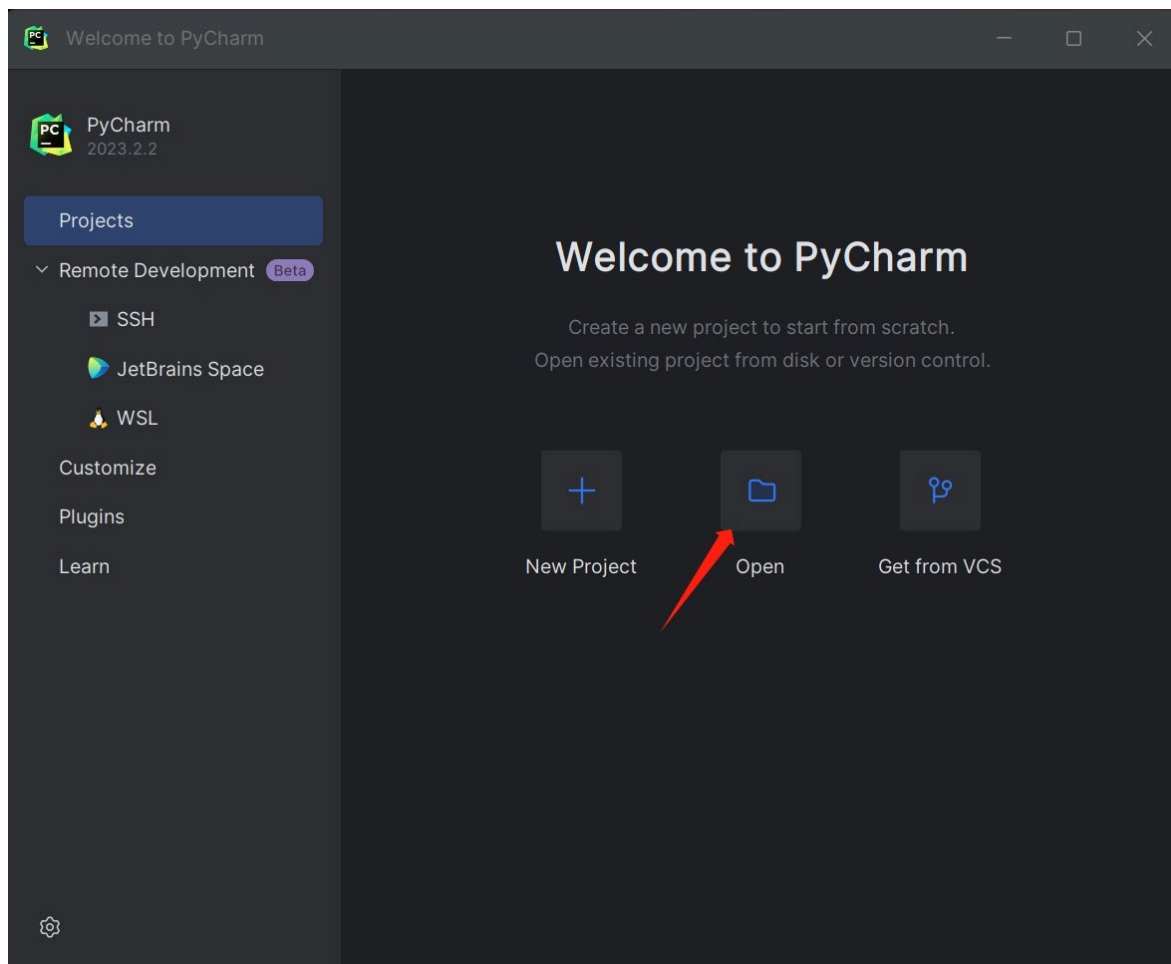 Welcome to PyCharm
PC
PyCharm
2023.2.2
Projects
Remote Development Beta
SSH
JetBrains Space
WSL
Customize
Plugins
Learn
Welcome to PyCharm
Create a new project to start from scratch.
Open existing project from disk or version control.
New Project
Open
Get from VCS